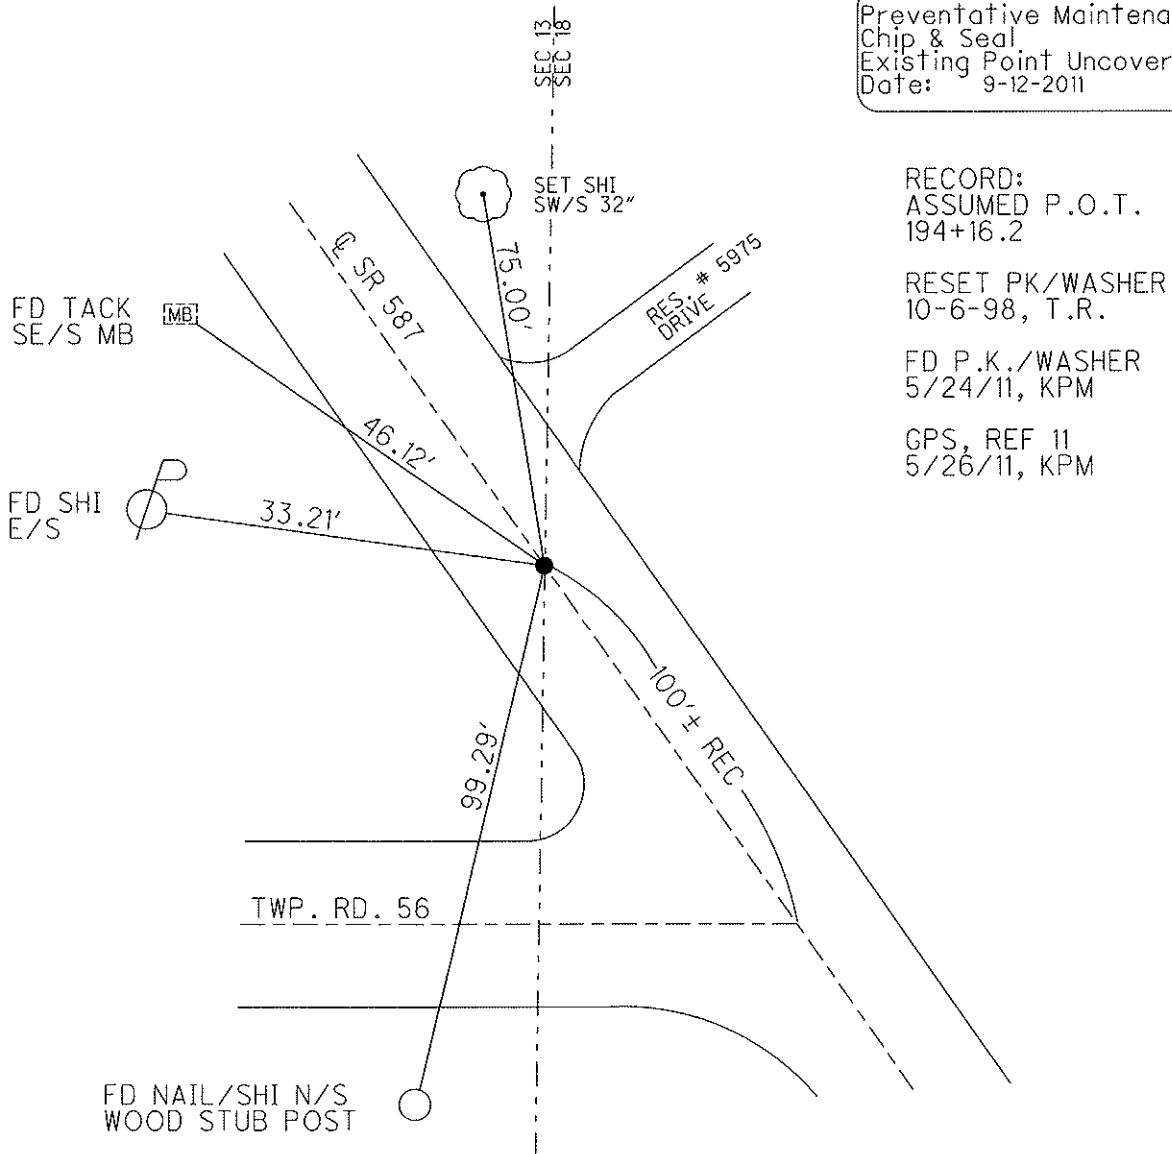 Preventative Maintena
Chip & Seal
Existing Point Uncover
Date: 9-12-2011
SEC 13
SEC 18
SET SHI
SW/S 32"
RECORD:
ASSUMED P.O.T.
194+16.2
RESET PK/WASHER
10-6-98, T.R.
FD P.K./WASHER
5/24/11, KPM
GPS, REF 11
5/26/11, KPM
℄ SR 587
75.00'
RES. # 5975
DRIVE
FD TACK
SE/S MB
MB
46.12'
FD SHI
E/S
33.21'
100'± REC
99.29'
TWP. RD. 56
FD NAIL/SHI N/S
WOOD STUB POST